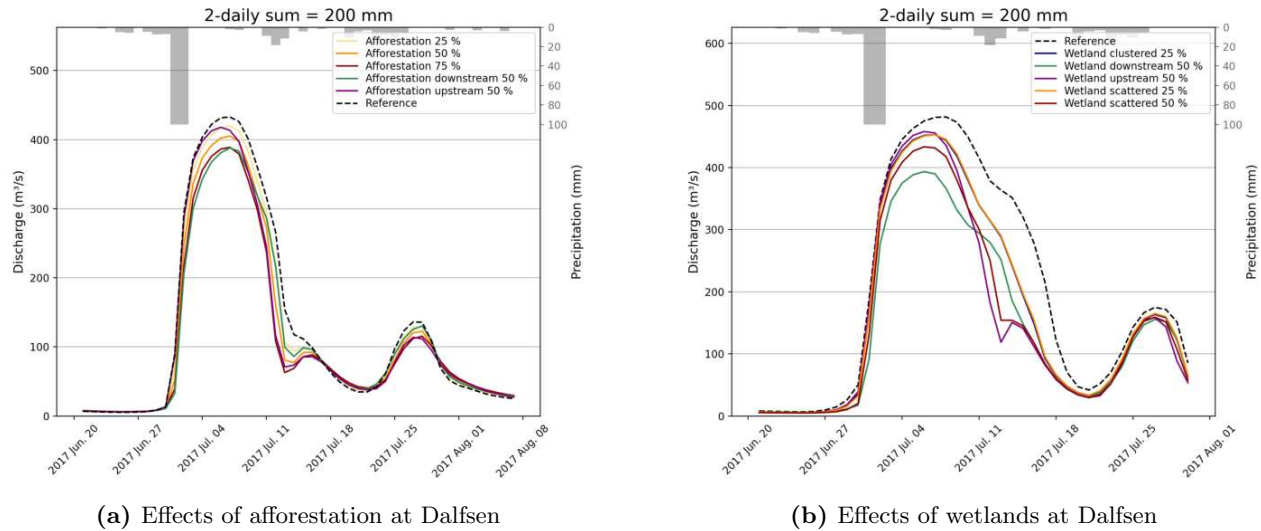 2-daily sum = 200 mm
500
400
300
200
100
0
Discharge (m³/s)
0
20
40
60
80
100
Precipitation (mm)
Afforestation 25 %
Afforestation 50 %
Afforestation 75 %
Afforestation downstream 50 %
Afforestation upstream 50 %
Reference
2017 Jun. 20
2017 Jun. 27
2017 Jul. 04
2017 Jul. 11
2017 Jul. 18
2017 Jul. 25
2017 Aug. 01
2017 Aug. 08
(a) Effects of afforestation at Dalfsen
2-daily sum = 200 mm
600
500
400
300
200
100
0
Discharge (m³/s)
0
20
40
60
80
100
Precipitation (mm)
Reference
Wetland clustered 25 %
Wetland downstream 50 %
Wetland upstream 50 %
Wetland scattered 25 %
Wetland scattered 50 %
2017 Jun. 20
2017 Jun. 27
2017 Jul. 04
2017 Jul. 11
2017 Jul. 18
2017 Jul. 25
2017 Aug. 01
(b) Effects of wetlands at Dalfsen